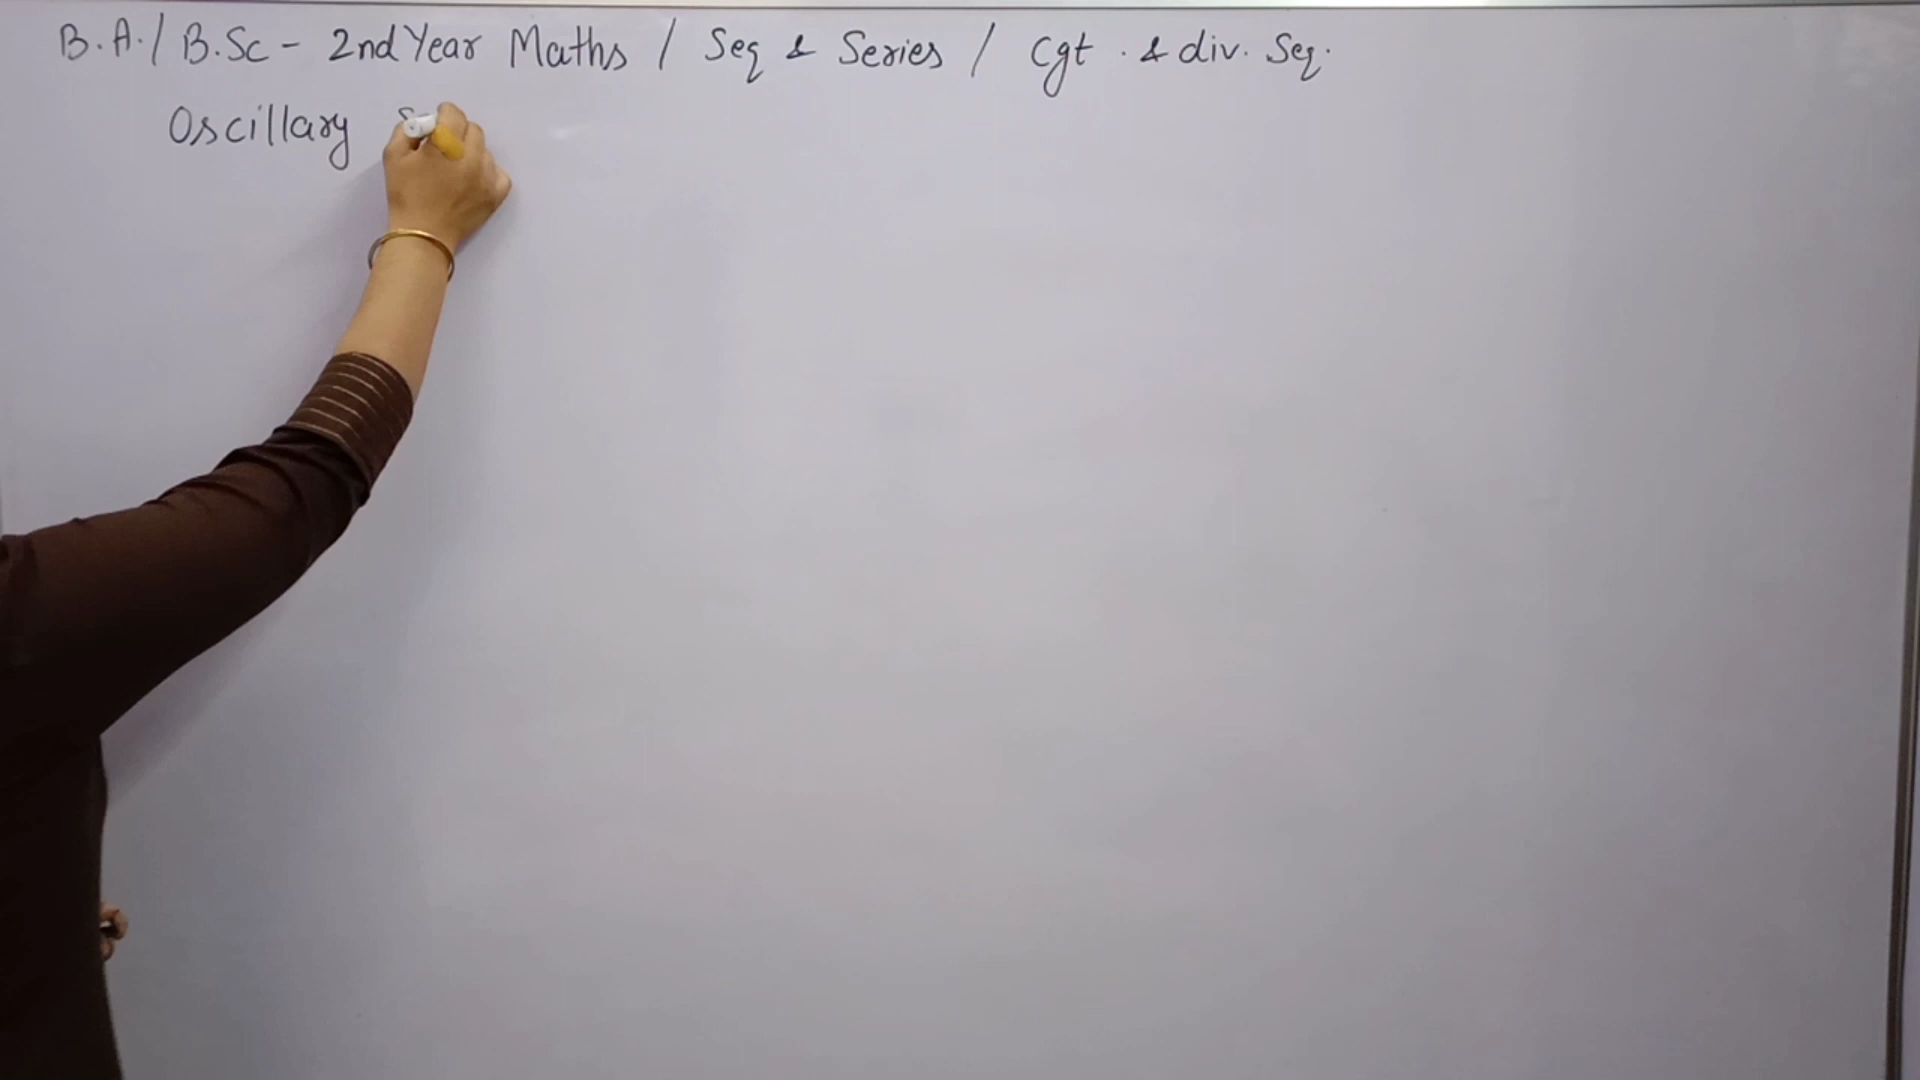 B.A./ B.Sc - 2nd Year Maths / Seq & Series / Cgt . & div. Seq.
Oscillary